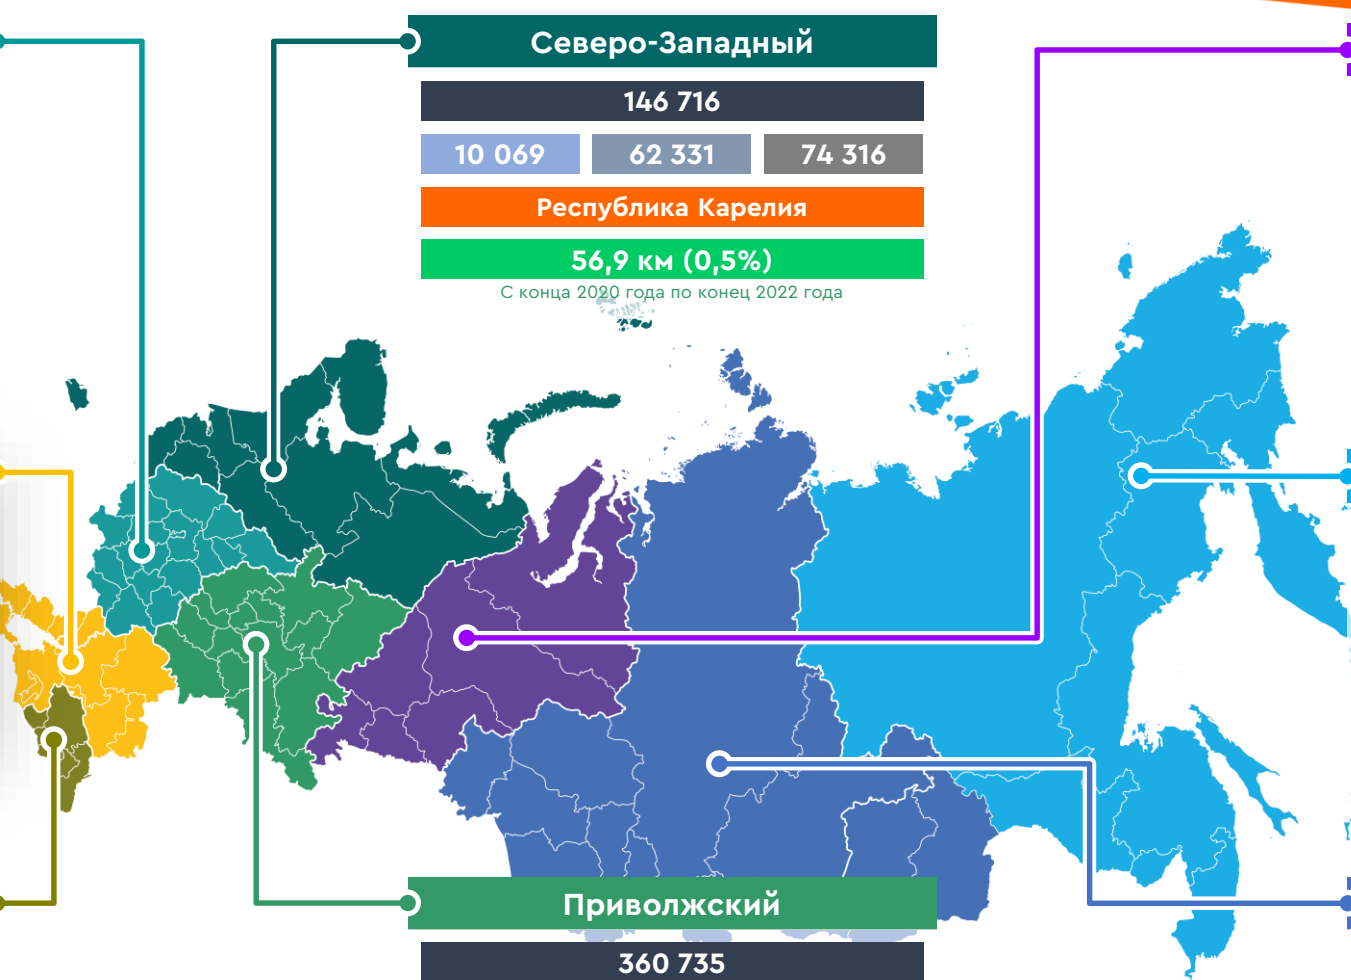 Северо-Западный
146 716
10 069 62 331 74 316
Республика Карелия
56,9 км (0,5%)
С конца 2020 года по конец 2022 года
Приволжский
360 735